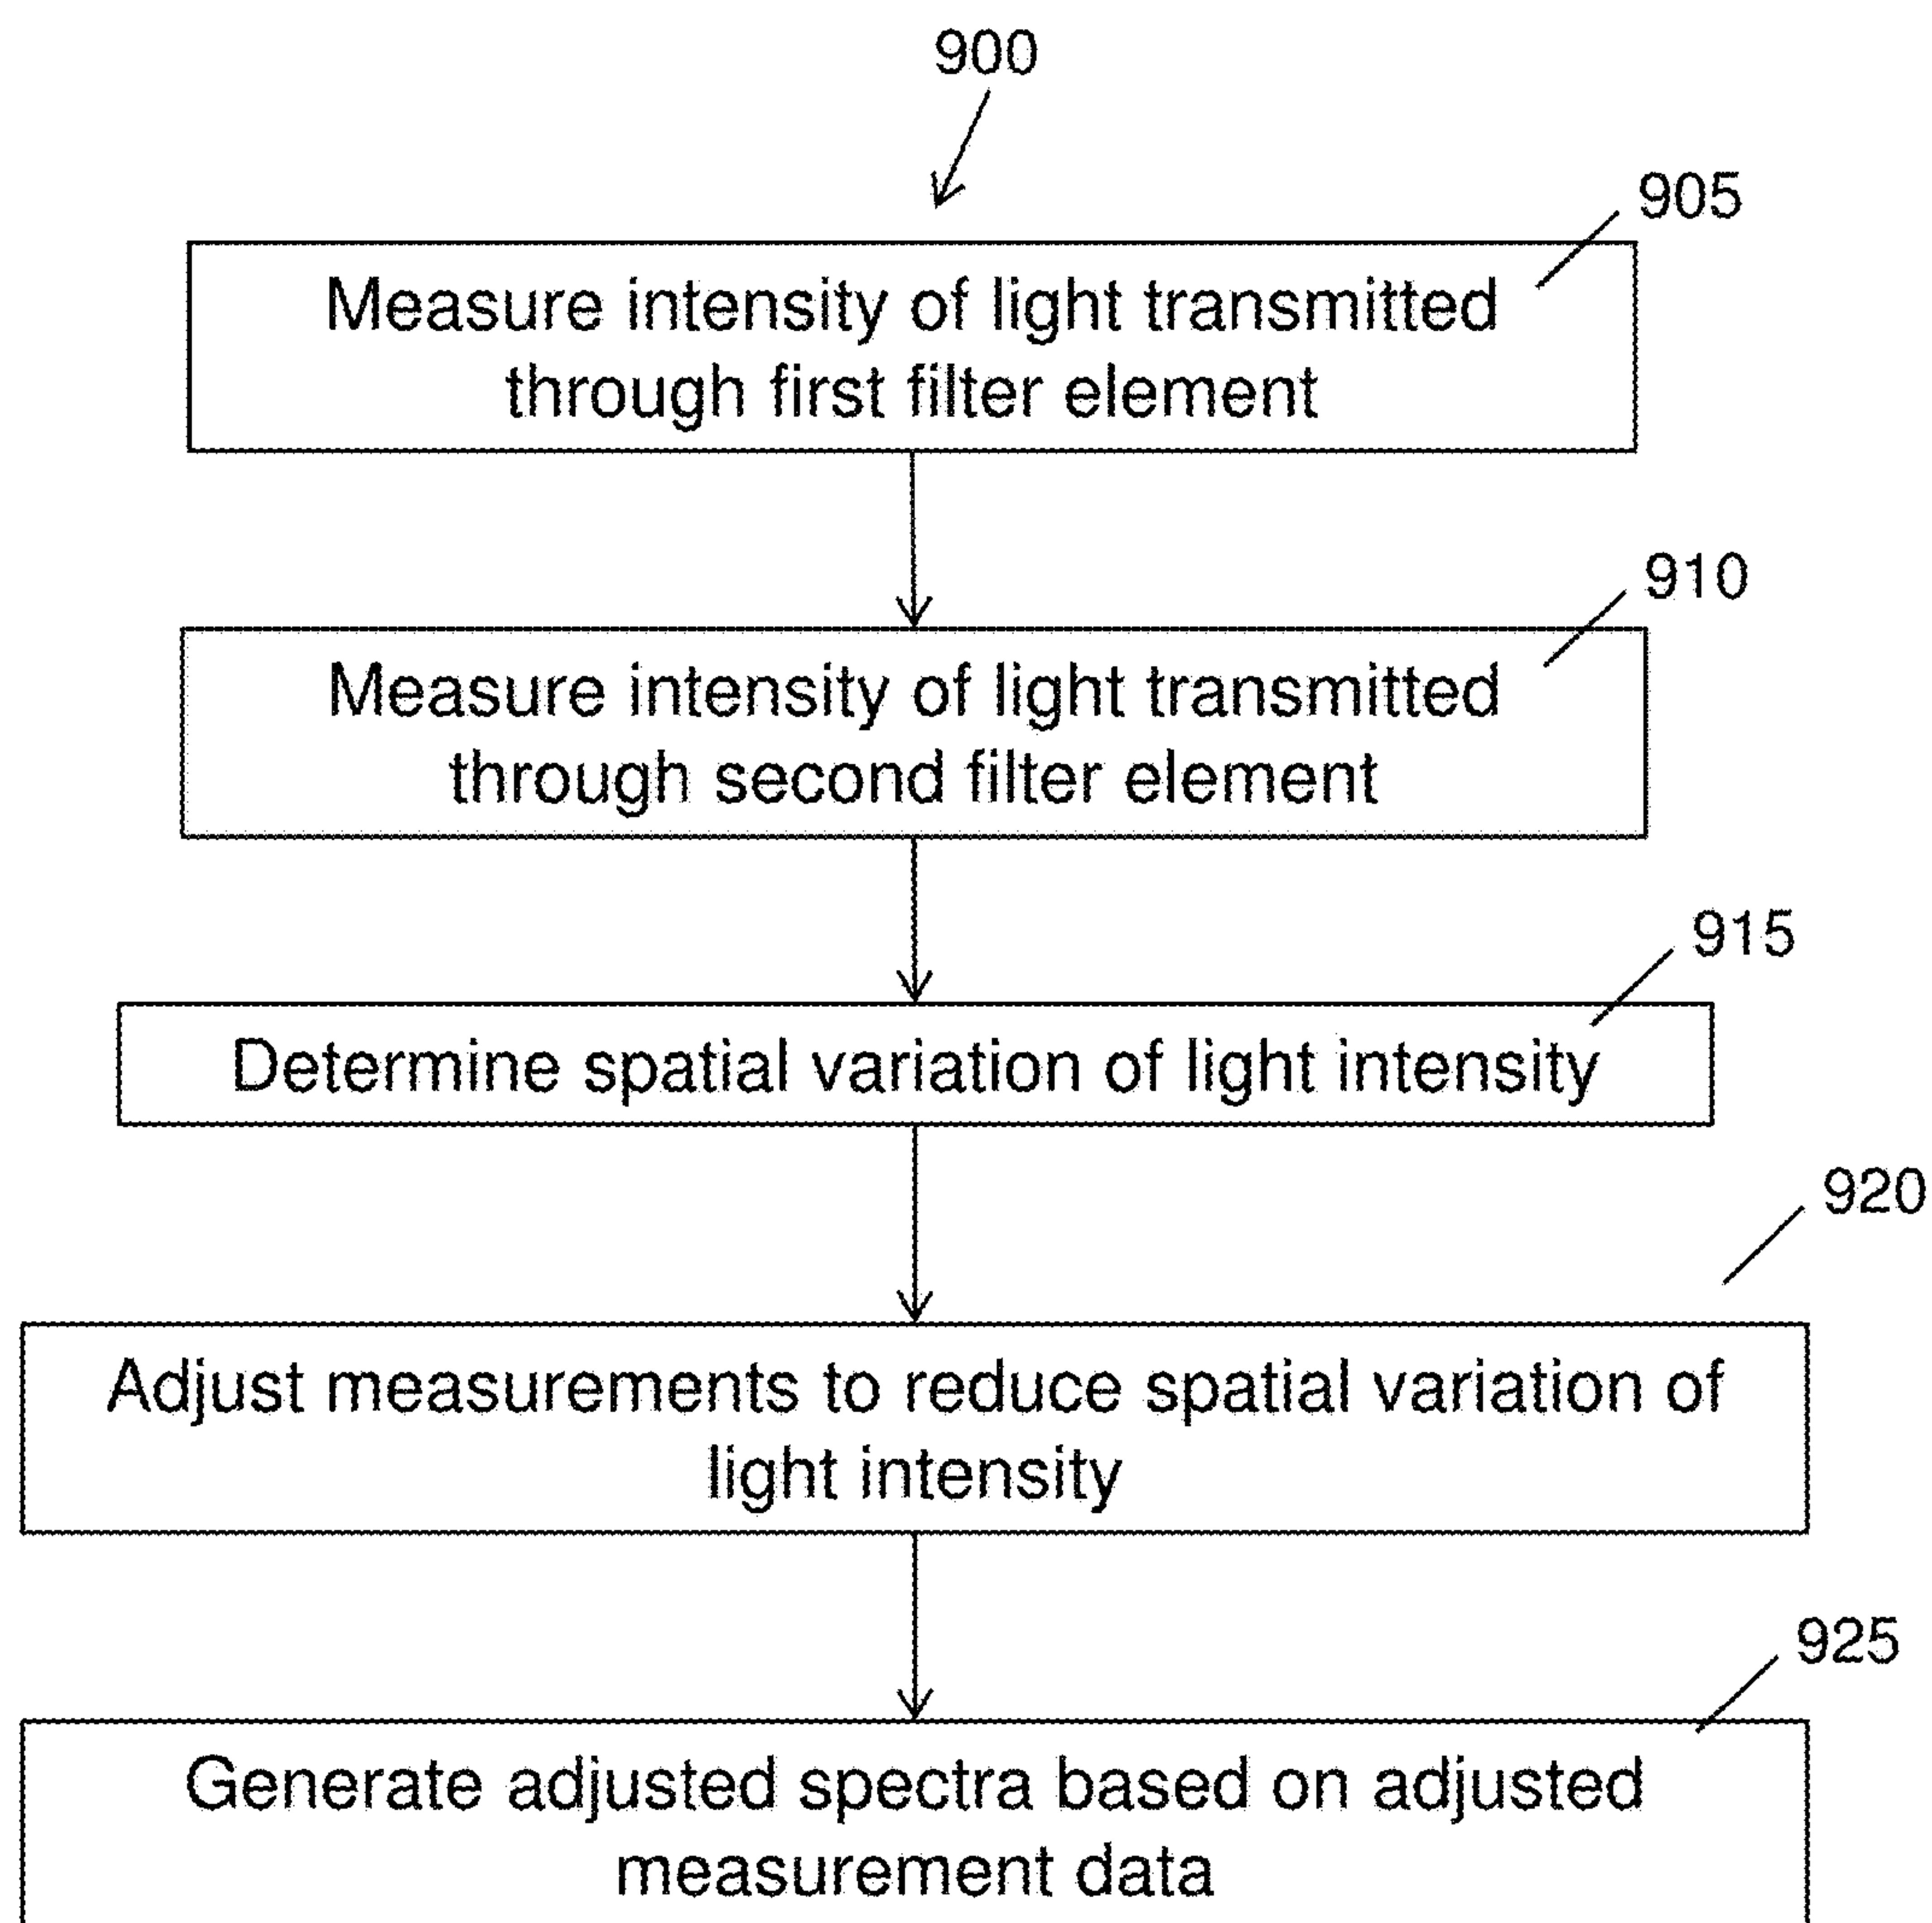 900
905
Measure intensity of light transmitted
through first filter element
910
Measure intensity of light transmitted
through second filter element
915
Determine spatial variation of light intensity
920
Adjust measurements to reduce spatial variation of
light intensity
925
Generate adjusted spectra based on adjusted
measurement data